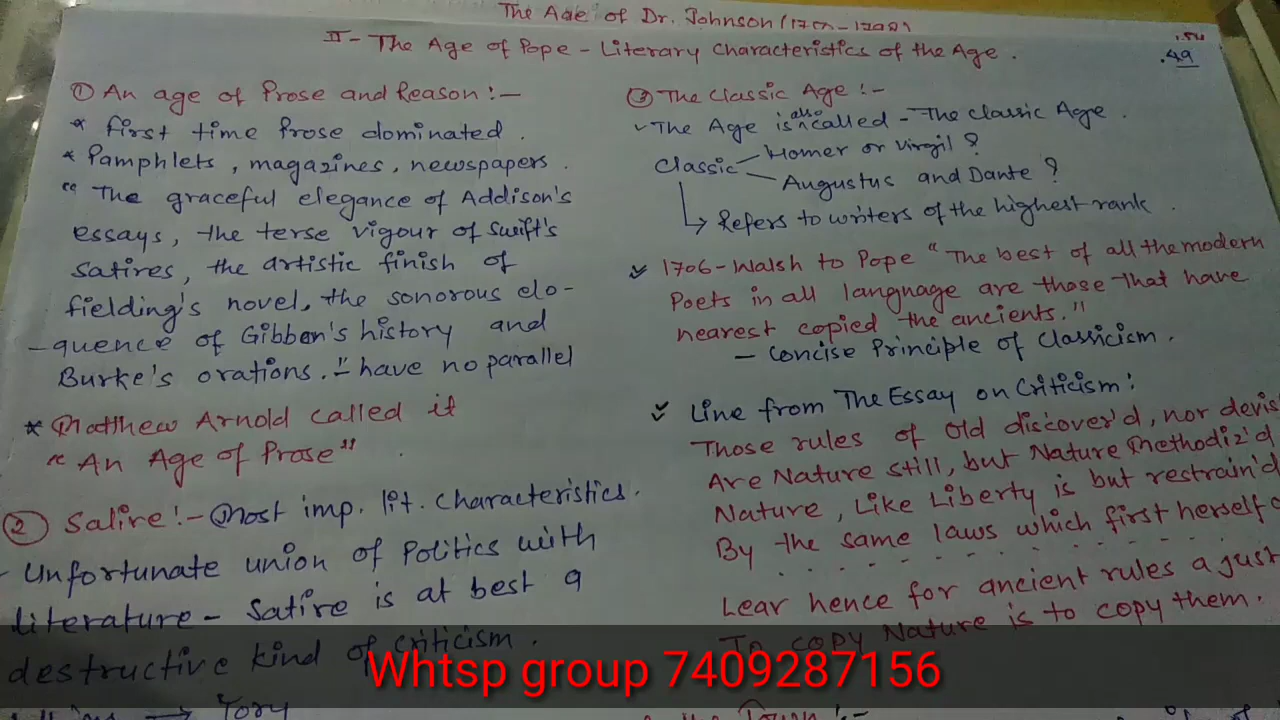 The Age of Dr. Johnson (17
II - The Age of Pope - Literary Characteristics of the Age .
.49
① An age of Prose and Reason :-
* first time Prose dominated .
* Pamphlets , magazines, newspapers .
" The graceful elegance of Addison's
essays, the terse vigour of Swift's
satires, the artistic finish of
fielding's novel, the sonorous elo-
-quence of Gibbon's history and
Burke's orations." - have no parallel
* Matthew Arnold called it
" An Age of Prose"
② Satire :- Most imp. lit. characteristics.
- Unfortunate union of Politics with
literature - Satire is at best a
destructive kind of criticism .
→ Tory
③ The Classic Age :-
The Age is also called - The Classic Age .
Classic - Homer or Virgil ?
- Augustus and Dante ?
→ Refers to writers of the highest rank .
1706 - Walsh to Pope " The best of all the modern
Poets in all language are those that have
nearest copied the ancients."
- Concise Principle of Classicism .
Line from The Essay on Criticism :
Those rules of old discover'd, nor devis
Are Nature still, but Nature Methodiz'd
Nature, Like Liberty is but restrain'd
By the same laws which first herself o
Lear hence for ancient rules a just
To copy Nature is to copy them.
Whtsp group 7409287156